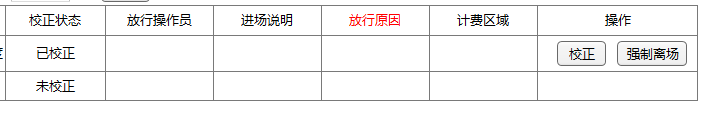 校正状态 放行操作员 进场说明 放行原因 计费区域 操作
已校正 校正 强制离场
未校正